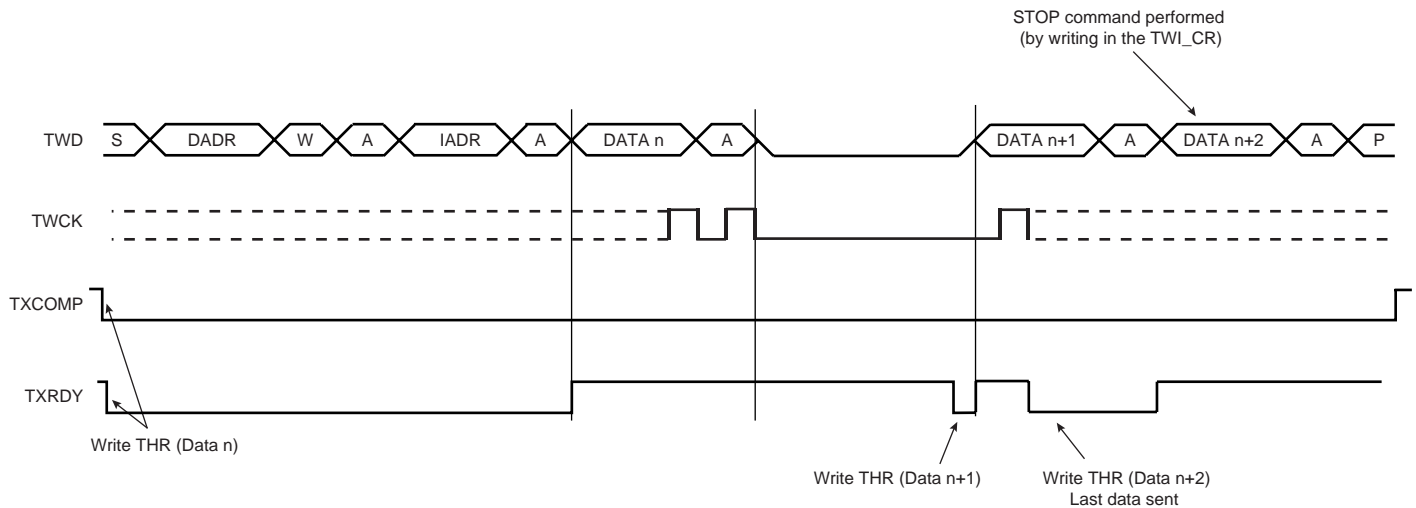 STOP command performed
(by writing in the TWI_CR)
TWD S DADR W A IADR A DATA n A DATA n+1 A DATA n+2 A P
TWCK
TXCOMP
TXRDY
Write THR (Data n)
Write THR (Data n+1) Write THR (Data n+2)
Last data sent